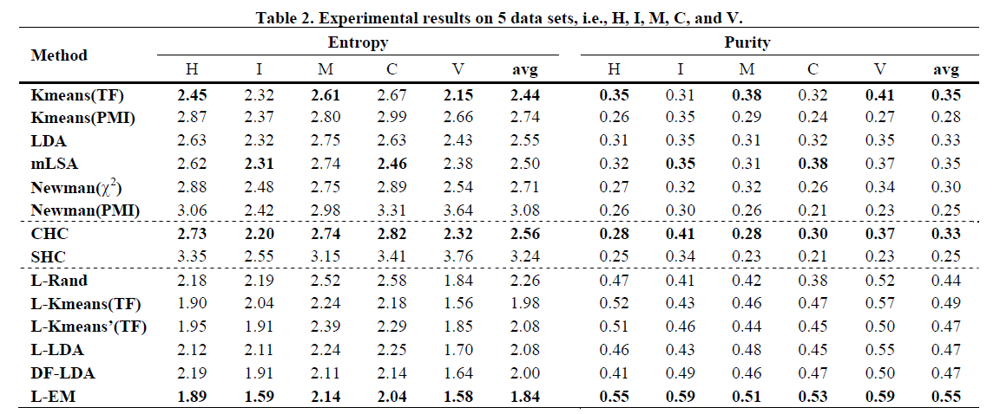 Table 2. Experimental results on 5 data sets, i.e., H, I, M, C, and V.
Method Entropy Purity
H I M C V avg H I M C V avg
Kmeans(TF) 2.45 2.32 2.61 2.67 2.15 2.44 0.35 0.31 0.38 0.32 0.41 0.35
Kmeans(PMI) 2.87 2.37 2.80 2.99 2.66 2.74 0.26 0.35 0.29 0.24 0.27 0.28
LDA 2.63 2.32 2.75 2.63 2.43 2.55 0.31 0.35 0.31 0.32 0.35 0.33
mLSA 2.62 2.31 2.74 2.46 2.38 2.50 0.32 0.35 0.31 0.38 0.37 0.35
Newman(χ²) 2.88 2.48 2.75 2.89 2.54 2.71 0.27 0.32 0.32 0.26 0.34 0.30
Newman(PMI) 3.06 2.42 2.98 3.31 3.64 3.08 0.26 0.30 0.26 0.21 0.23 0.25
CHC 2.73 2.20 2.74 2.82 2.32 2.56 0.28 0.41 0.28 0.30 0.37 0.33
SHC 3.35 2.55 3.15 3.41 3.76 3.24 0.25 0.34 0.23 0.21 0.23 0.25
L-Rand 2.18 2.19 2.52 2.58 1.84 2.26 0.47 0.41 0.42 0.38 0.52 0.44
L-Kmeans(TF) 1.90 2.04 2.24 2.18 1.56 1.98 0.52 0.43 0.46 0.47 0.57 0.49
L-Kmeans’(TF) 1.95 1.91 2.39 2.29 1.85 2.08 0.51 0.46 0.44 0.45 0.50 0.47
L-LDA 2.12 2.11 2.24 2.25 1.70 2.08 0.46 0.43 0.48 0.45 0.55 0.47
DF-LDA 2.19 1.91 2.11 2.14 1.64 2.00 0.41 0.49 0.46 0.47 0.50 0.47
L-EM 1.89 1.59 2.14 2.04 1.58 1.84 0.55 0.59 0.51 0.53 0.59 0.55